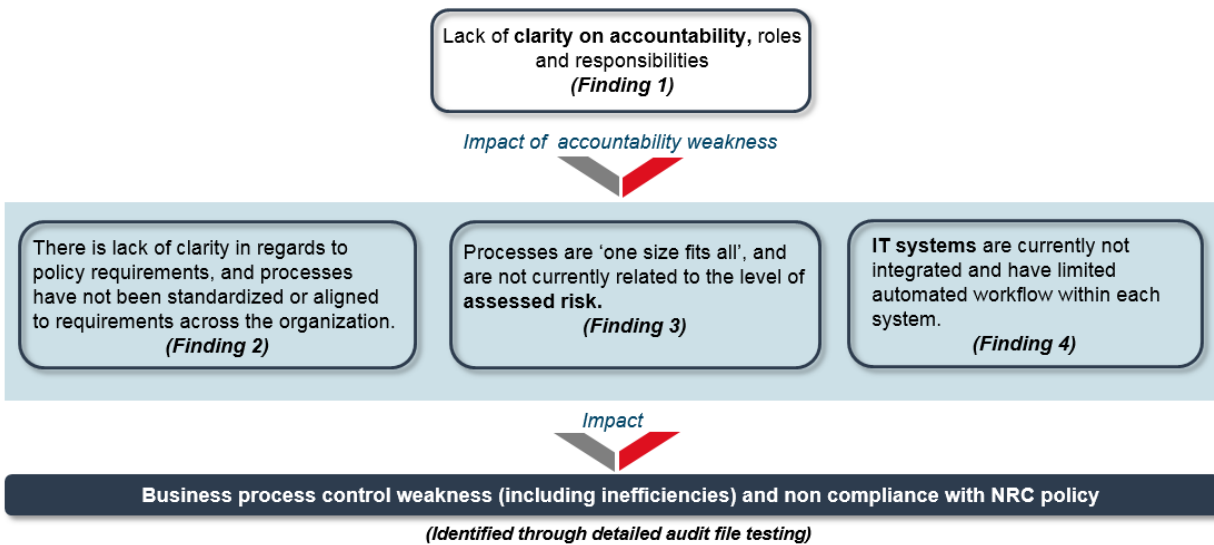 Lack of clarity on accountability, roles
and responsibilities
(Finding 1)
Impact of accountability weakness
There is lack of clarity in regards to
policy requirements, and processes
have not been standardized or aligned
to requirements across the organization.
(Finding 2)
Processes are ‘one size fits all’, and
are not currently related to the level of
assessed risk.
(Finding 3)
IT systems are currently not
integrated and have limited
automated workflow within each
system.
(Finding 4)
Impact
Business process control weakness (including inefficiencies) and non compliance with NRC policy
(Identified through detailed audit file testing)